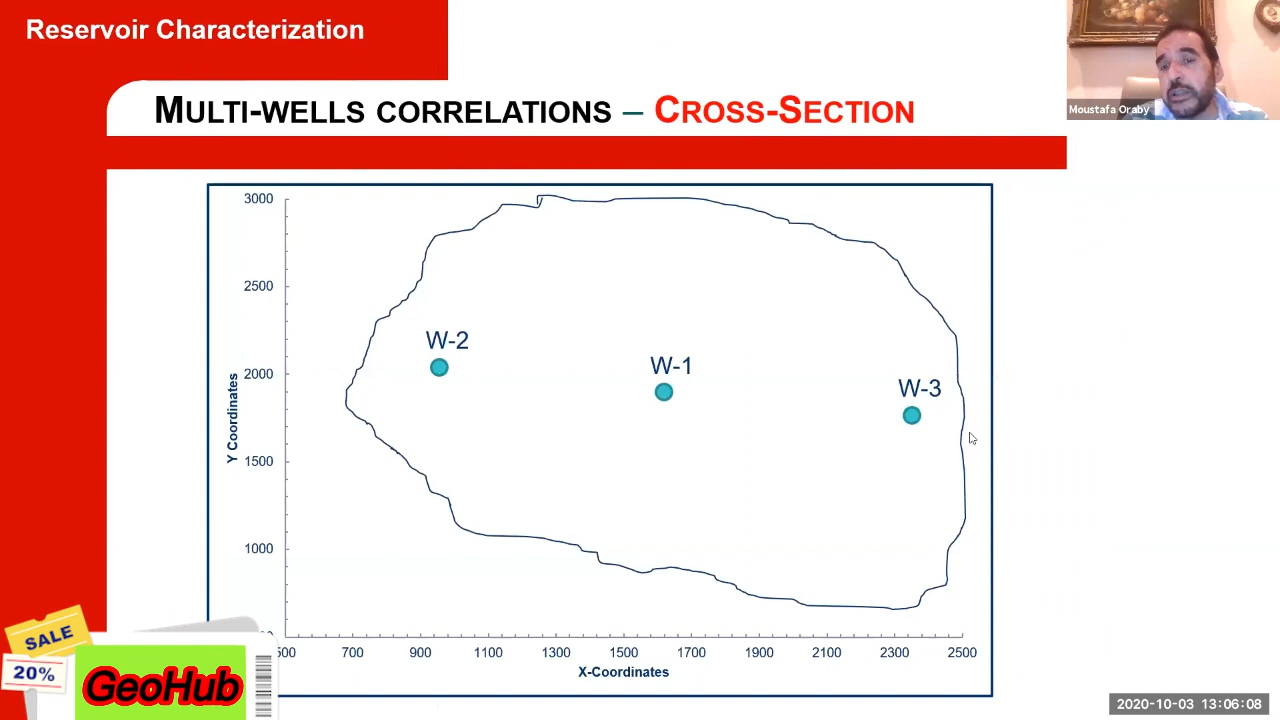 Reservoir Characterization
MULTI-WELLS CORRELATIONS – CROSS-SECTION
Moustafa Oraby
3000
2500
2000
1500
1000
W-2
W-1
W-3
Y Coordinates
700
900
1100
1300
1500
1700
1900
2100
2300
2500
X-Coordinates
SALE
20%
GeoHub
2020-10-03 13:06:08